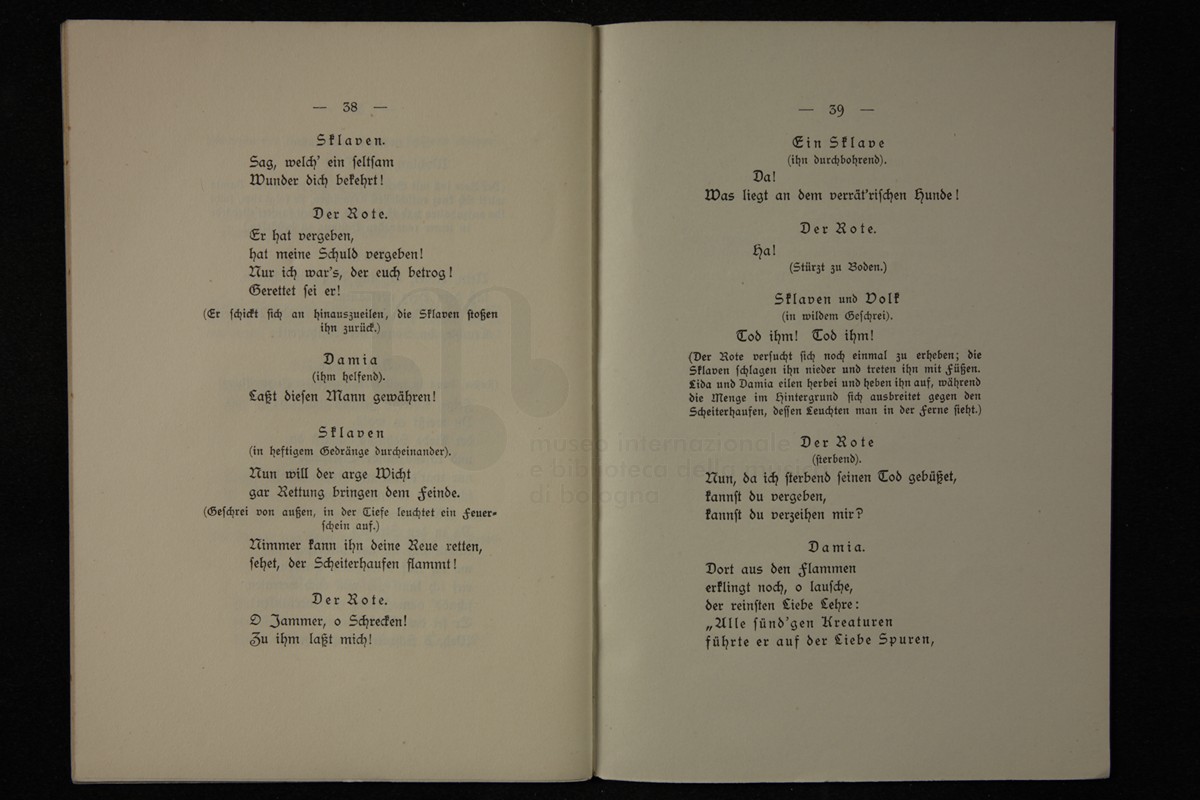 — 38 —
Sklaven.
Sag, welch' ein seltsam
Wunder dich bekehrt!
Der Rote.
Er hat vergeben,
hat meine Schuld vergeben!
Nur ich war's, der euch betrog!
Gerettet sei er!
(Er schickt sich an hinauszueilen, die Sklaven stoßen
ihn zurück.)
Damia
(ihm helfend).
Laßt diesen Mann gewähren!
Sklaven
(in heftigem Gedränge durcheinander).
Nun will der arge Wicht
gar Rettung bringen dem Feinde.
(Geschrei von außen, in der Tiefe leuchtet ein Feuer-
schein auf.)
Nimmer kann ihn deine Reue retten,
sehet, der Scheiterhaufen flammt!
Der Rote.
O Jammer, o Schrecken!
Zu ihm laßt mich!
— 39 —
Ein Sklave
(ihn durchbohrend).
Da!
Was liegt an dem verrät'rischen Hunde!
Der Rote.
Ha!
(Stürzt zu Boden.)
Sklaven und Volk
(in wildem Geschrei).
Tod ihm! Tod ihm!
(Der Rote versucht sich noch einmal zu erheben; die
Sklaven schlagen ihn nieder und treten ihn mit Füßen.
Lida und Damia eilen herbei und heben ihn auf, während
die Menge im Hintergrund sich ausbreitet gegen den
Scheiterhaufen, dessen Leuchten man in der Ferne sieht.)
Der Rote
(sterbend).
Nun, da ich sterbend seinen Tod gebüßet,
kannst du vergeben,
kannst du verzeihen mir?
Damia.
Dort aus den Flammen
erklingt noch, o lausche,
der reinsten Liebe Lehre:
„Alle sünd'gen Kreaturen
führte er auf der Liebe Spuren,
museo internazionale
e biblioteca della musica
di bologna